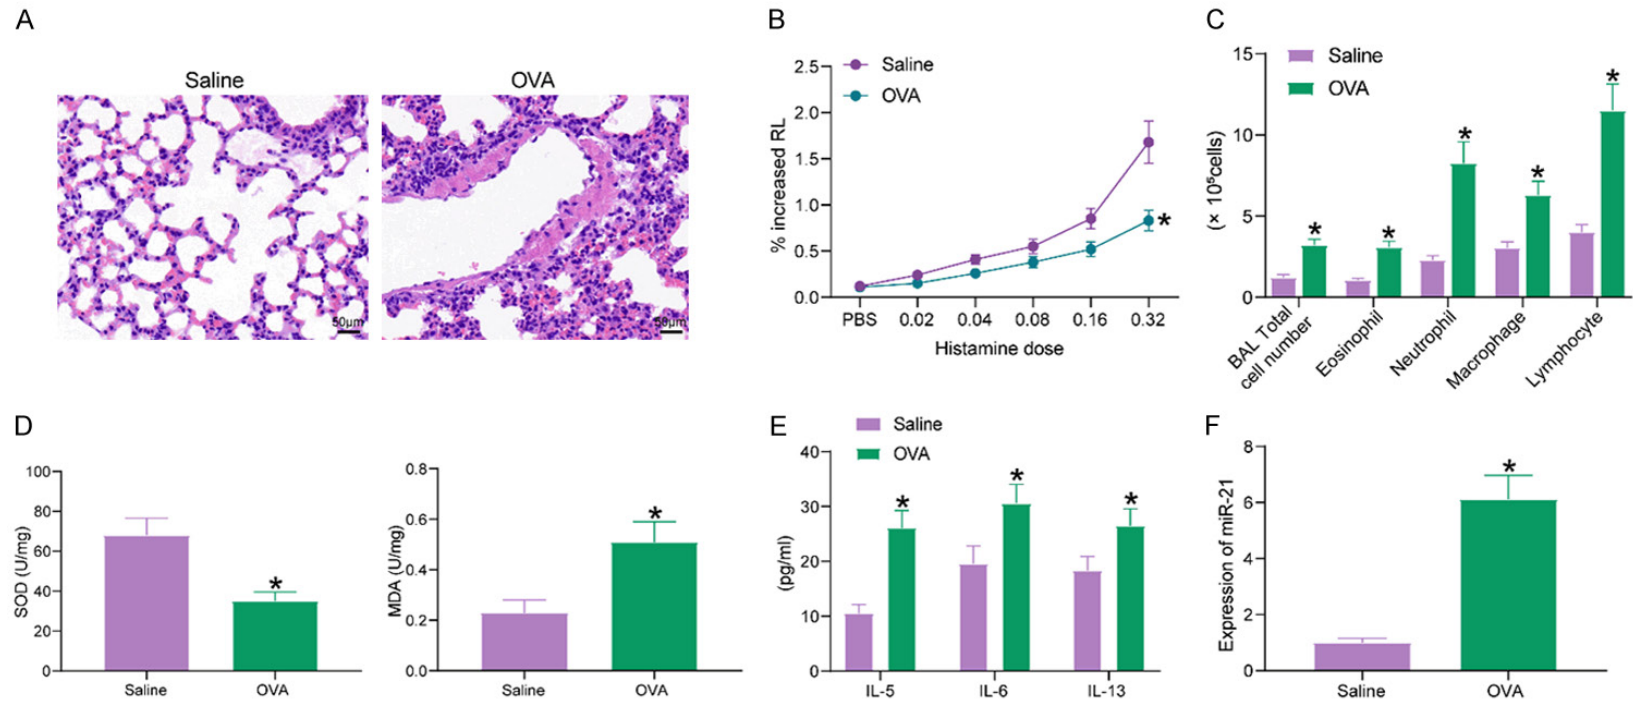 A
Saline
OVA
50μm
50μm
B
Saline
OVA
% increased RL
2.5
2.0
1.5
1.0
0.5
0.0
*
PBS
0.02
0.04
0.08
0.16
0.32
Histamine dose
C
Saline
OVA
(× 10⁵cells)
15
10
5
0
*
*
*
*
*
BAL Total
cell number
Eosinophil
Neutrophil
Macrophage
Lymphocyte
D
SOD (U/mg)
100
80
60
40
20
0
*
Saline
OVA
MDA (U/mg)
0.8
0.6
0.4
0.2
0.0
*
Saline
OVA
E
Saline
OVA
(pg/ml)
40
30
20
10
0
*
*
*
IL-5
IL-6
IL-13
F
Expression of miR-21
8
6
4
2
0
*
Saline
OVA